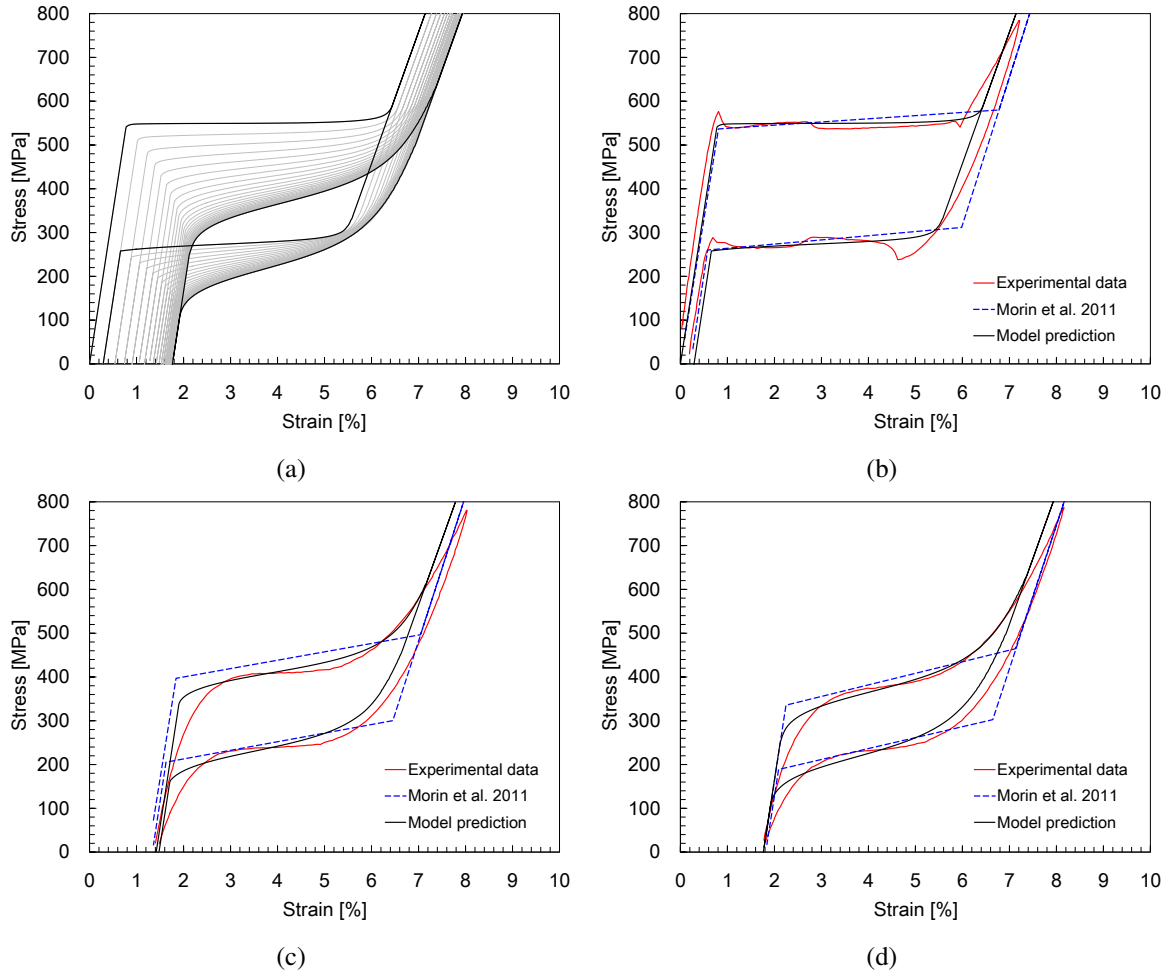 800
700
600
500
400
300
200
100
0
Stress [MPa]
0 1 2 3 4 5 6 7 8 9 10
Strain [%]
(a)
800
700
600
500
400
300
200
100
0
Stress [MPa]
Experimental data
Morin et al. 2011
Model prediction
0 1 2 3 4 5 6 7 8 9 10
Strain [%]
(b)
800
700
600
500
400
300
200
100
0
Stress [MPa]
Experimental data
Morin et al. 2011
Model prediction
0 1 2 3 4 5 6 7 8 9 10
Strain [%]
(c)
800
700
600
500
400
300
200
100
0
Stress [MPa]
Experimental data
Morin et al. 2011
Model prediction
0 1 2 3 4 5 6 7 8 9 10
Strain [%]
(d)